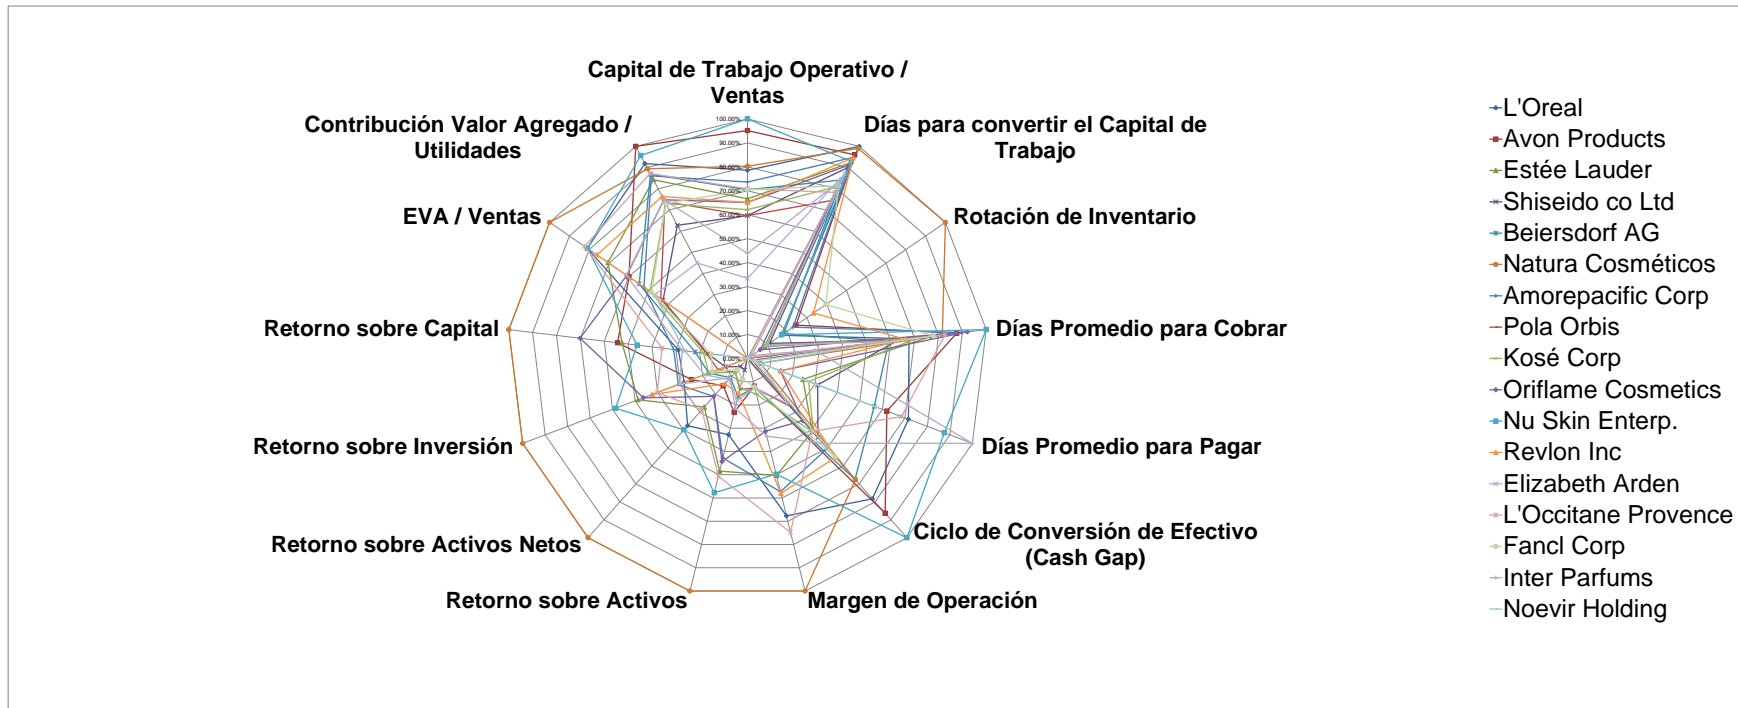 Capital de Trabajo Operativo /
Ventas
Días para convertir el Capital de
Trabajo
Rotación de Inventario
Días Promedio para Cobrar
Días Promedio para Pagar
Ciclo de Conversión de Efectivo
(Cash Gap)
Margen de Operación
Retorno sobre Activos
Retorno sobre Activos Netos
Retorno sobre Inversión
Retorno sobre Capital
EVA / Ventas
Contribución Valor Agregado /
Utilidades
100.00%
90.00%
80.00%
70.00%
60.00%
50.00%
40.00%
30.00%
20.00%
10.00%
0.00%
L'Oreal
Avon Products
Estée Lauder
Shiseido co Ltd
Beiersdorf AG
Natura Cosméticos
Amorepacific Corp
Pola Orbis
Kosé Corp
Oriflame Cosmetics
Nu Skin Enterp.
Revlon Inc
Elizabeth Arden
L'Occitane Provence
Fancl Corp
Inter Parfums
Noevir Holding